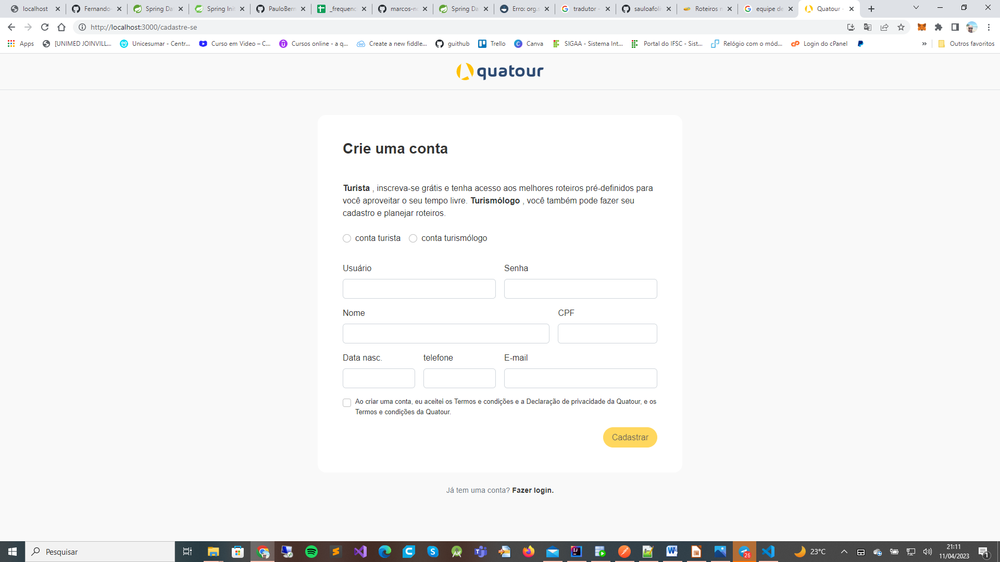 localhost
Fernando-
Spring Da
Spring Init
PauloBern
_frequenc
marcos-n
Spring Da
Erro: org.s
tradutor -
sauloafoli
Roteiros n
equipe de
Quatour -
http://localhost:3000/cadastre-se
Apps
[UNIMED JOINVILL...
Unicesumar - Centr...
Curso em Video – C...
Cursos online - a q...
Create a new fiddle...
guithub
Trello
Canva
SIGAA - Sistema Int...
Portal do IFSC - Sist...
Relógio com o mód...
Login do cPanel
»
Outros favoritos
quatour
Crie uma conta
Turista , inscreva-se grátis e tenha acesso aos melhores roteiros pré-definidos para
você aproveitar o seu tempo livre. Turismólogo , você também pode fazer seu
cadastro e planejar roteiros.
conta turista conta turismólogo
Usuário Senha
Nome CPF
Data nasc. telefone E-mail
Ao criar uma conta, eu aceitei os Termos e condições e a Declaração de privacidade da Quatour, e os
Termos e condições da Quatour.
Cadastrar
Já tem uma conta? Fazer login.
Pesquisar
26
23°C
21:11
11/04/2023
1